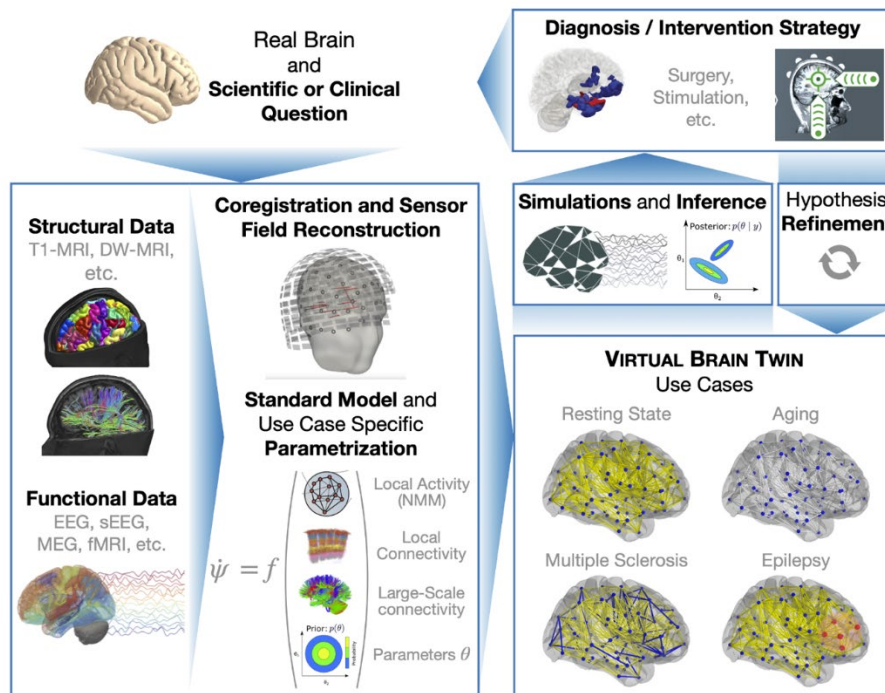 Real Brain
and
Scientific or Clinical
Question
Diagnosis / Intervention Strategy
Surgery,
Stimulation,
etc.
Structural Data
T1-MRI, DW-MRI,
etc.
Functional Data
EEG, sEEG,
MEG, fMRI, etc.
Coregistration and Sensor
Field Reconstruction
Standard Model and
Use Case Specific
Parametrization
ψ̇ = f
Local Activity
(NMM)
Local
Connectivity
Large-Scale
connectivity
Prior: p(θ)
Probability
Parameters θ
Simulations and Inference
Posterior: p(θ | y)
θ₁
θ₂
Hypothesis
Refinemen
VIRTUAL BRAIN TWIN
Use Cases
Resting State
Aging
Multiple Sclerosis
Epilepsy